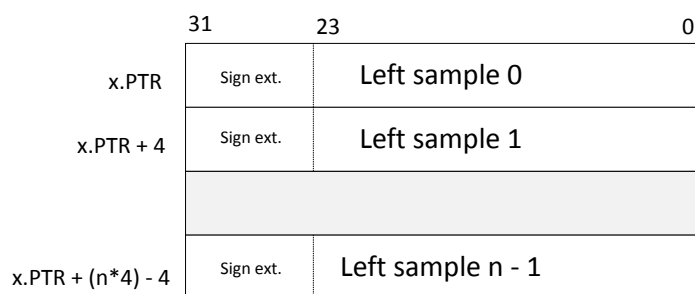 31 23 0
x.PTR Sign ext. Left sample 0
x.PTR + 4 Sign ext. Left sample 1
x.PTR + (n*4) - 4 Sign ext. Left sample n - 1